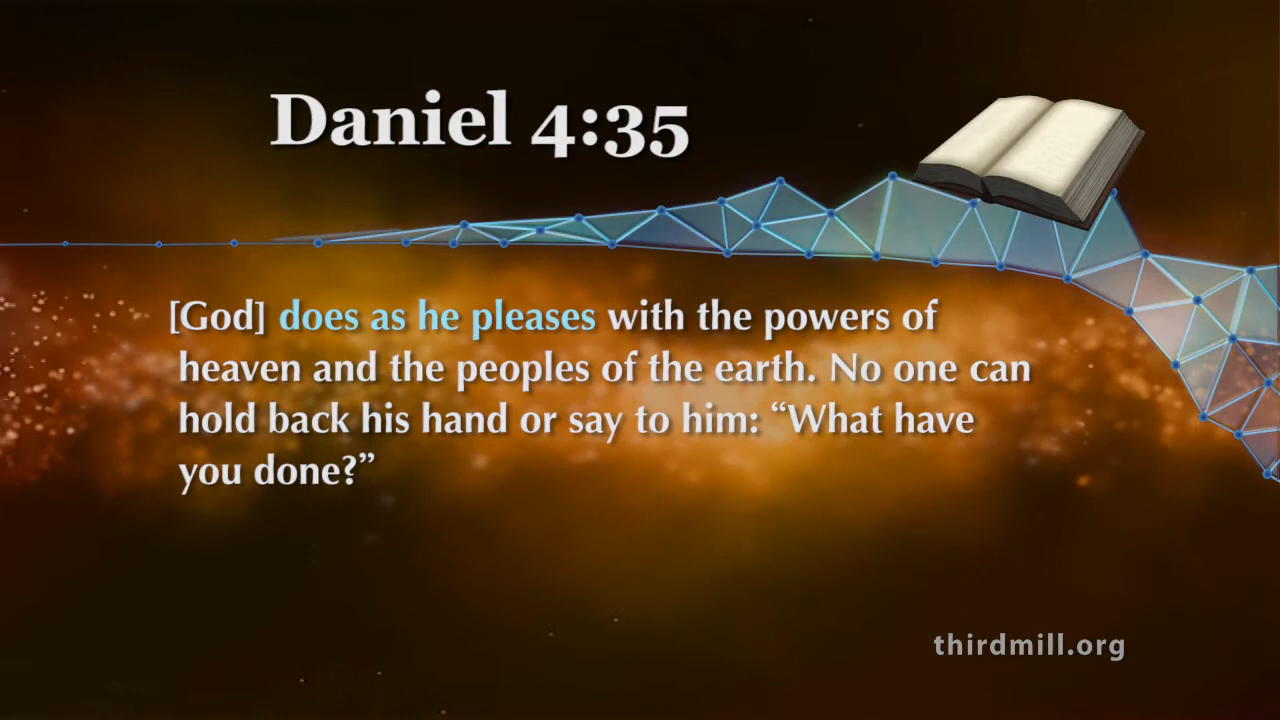 Daniel 4:35
[God] does as he pleases with the powers of
heaven and the peoples of the earth. No one can
hold back his hand or say to him: “What have
you done?”
thirdmill.org